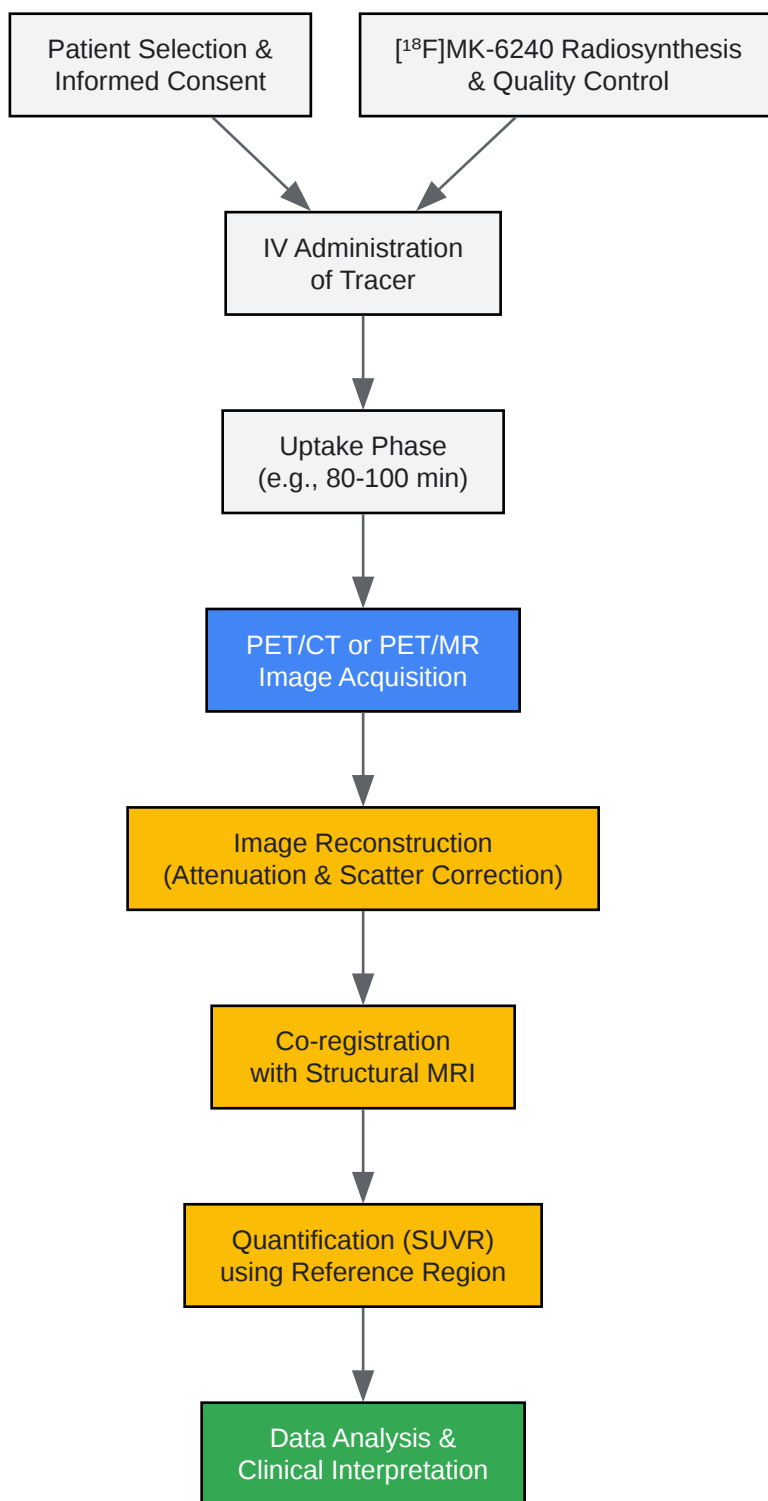 Patient Selection &
Informed Consent
[¹⁸F]MK-6240 Radiosynthesis
& Quality Control
IV Administration
of Tracer
Uptake Phase
(e.g., 80-100 min)
PET/CT or PET/MR
Image Acquisition
Image Reconstruction
(Attenuation & Scatter Correction)
Co-registration
with Structural MRI
Quantification (SUVR)
using Reference Region
Data Analysis &
Clinical Interpretation